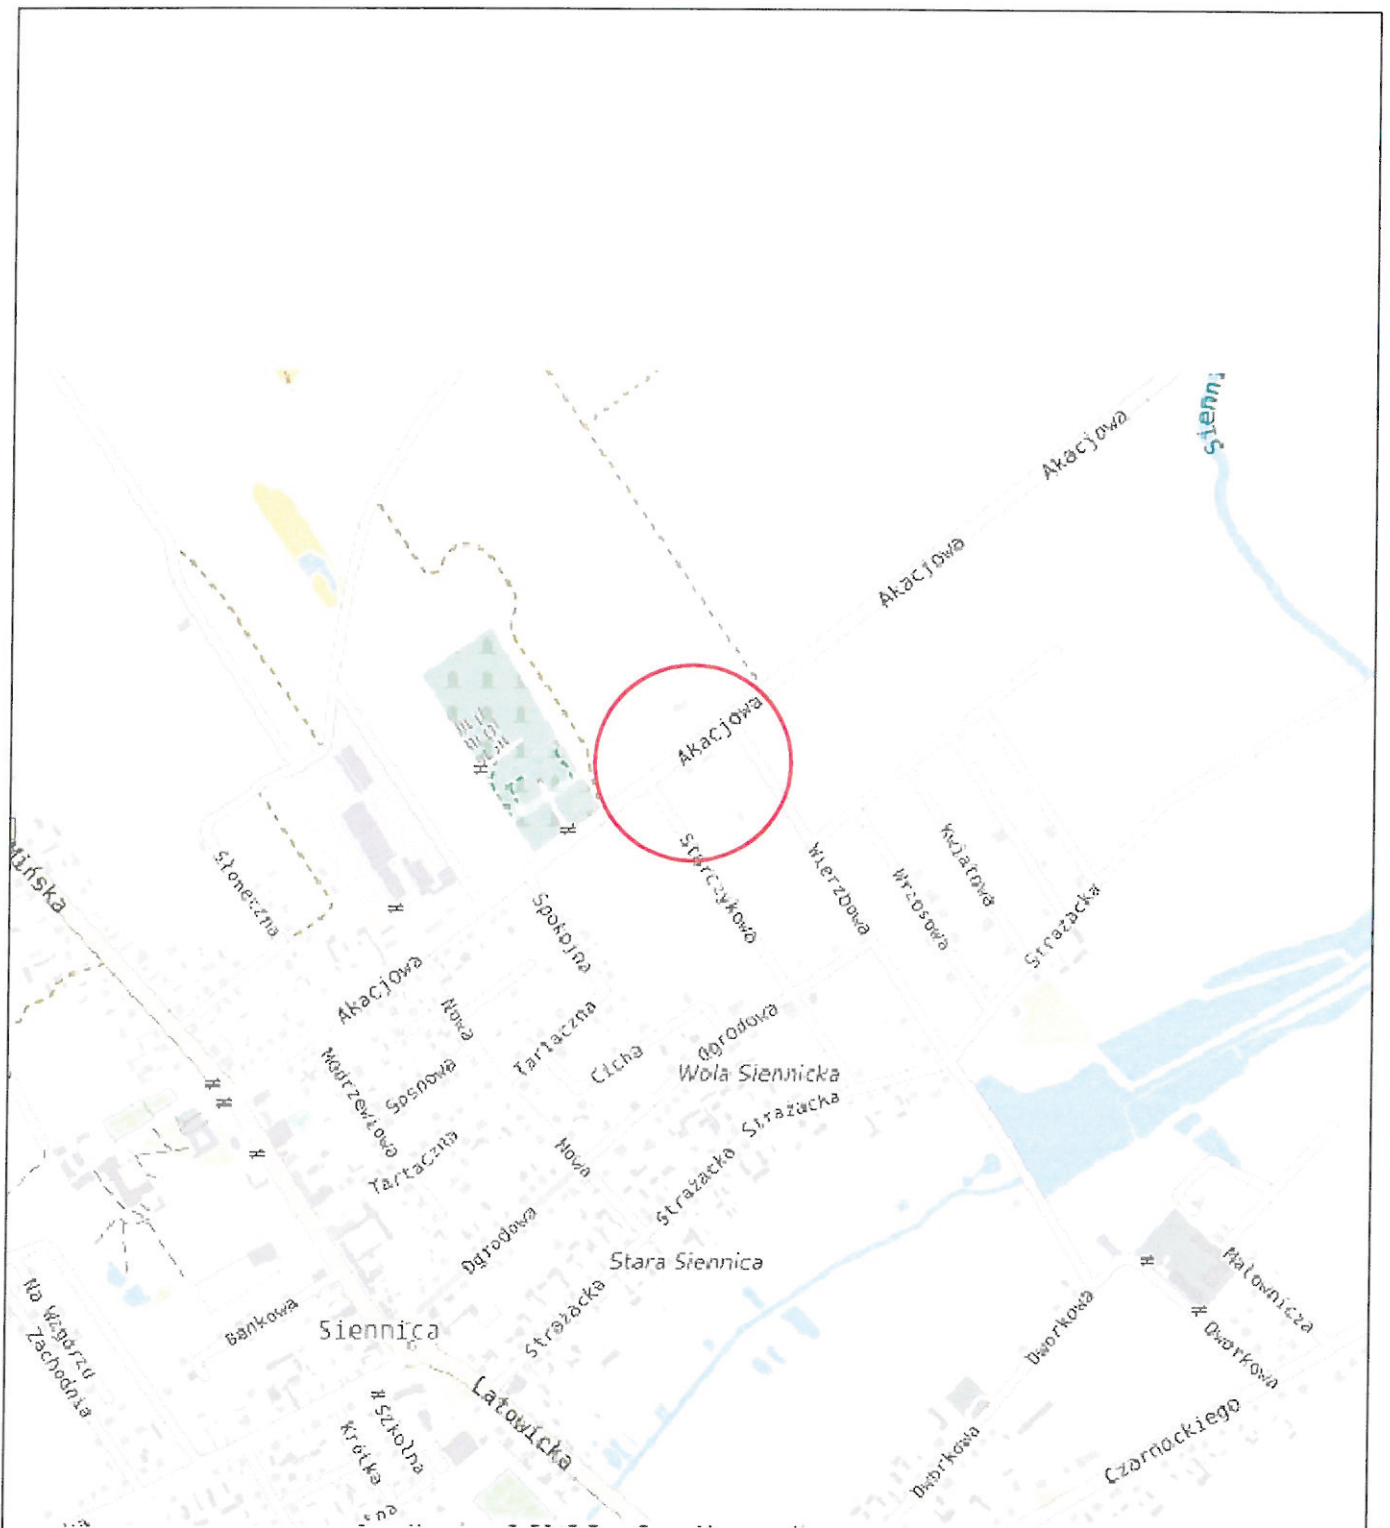 Sienn
Akacjowa
Akacjowa
Akacjowa
Mińska
Słoneczna
Storczykowa
Wierzbowa
Kwiatowa
Wrzosowa
Spokojna
Strażacka
Akacjowa
Nowa
Tartaczna
Ogrodowa
Cicha
Wola Siennicka
Modrzewiowa
Sosnowa
Strażacka
Tartaczna
Nowa
Strażacka
Ogrodowa
Stara Siennica
Malownicza
Na Wzgórzu
Zachodnia
Bankowa
Siennica
Strażacka
Dworkowa
Dworkowa
Latowicka
Szkolna
Krótka
Czarnockiego
Dworkowa